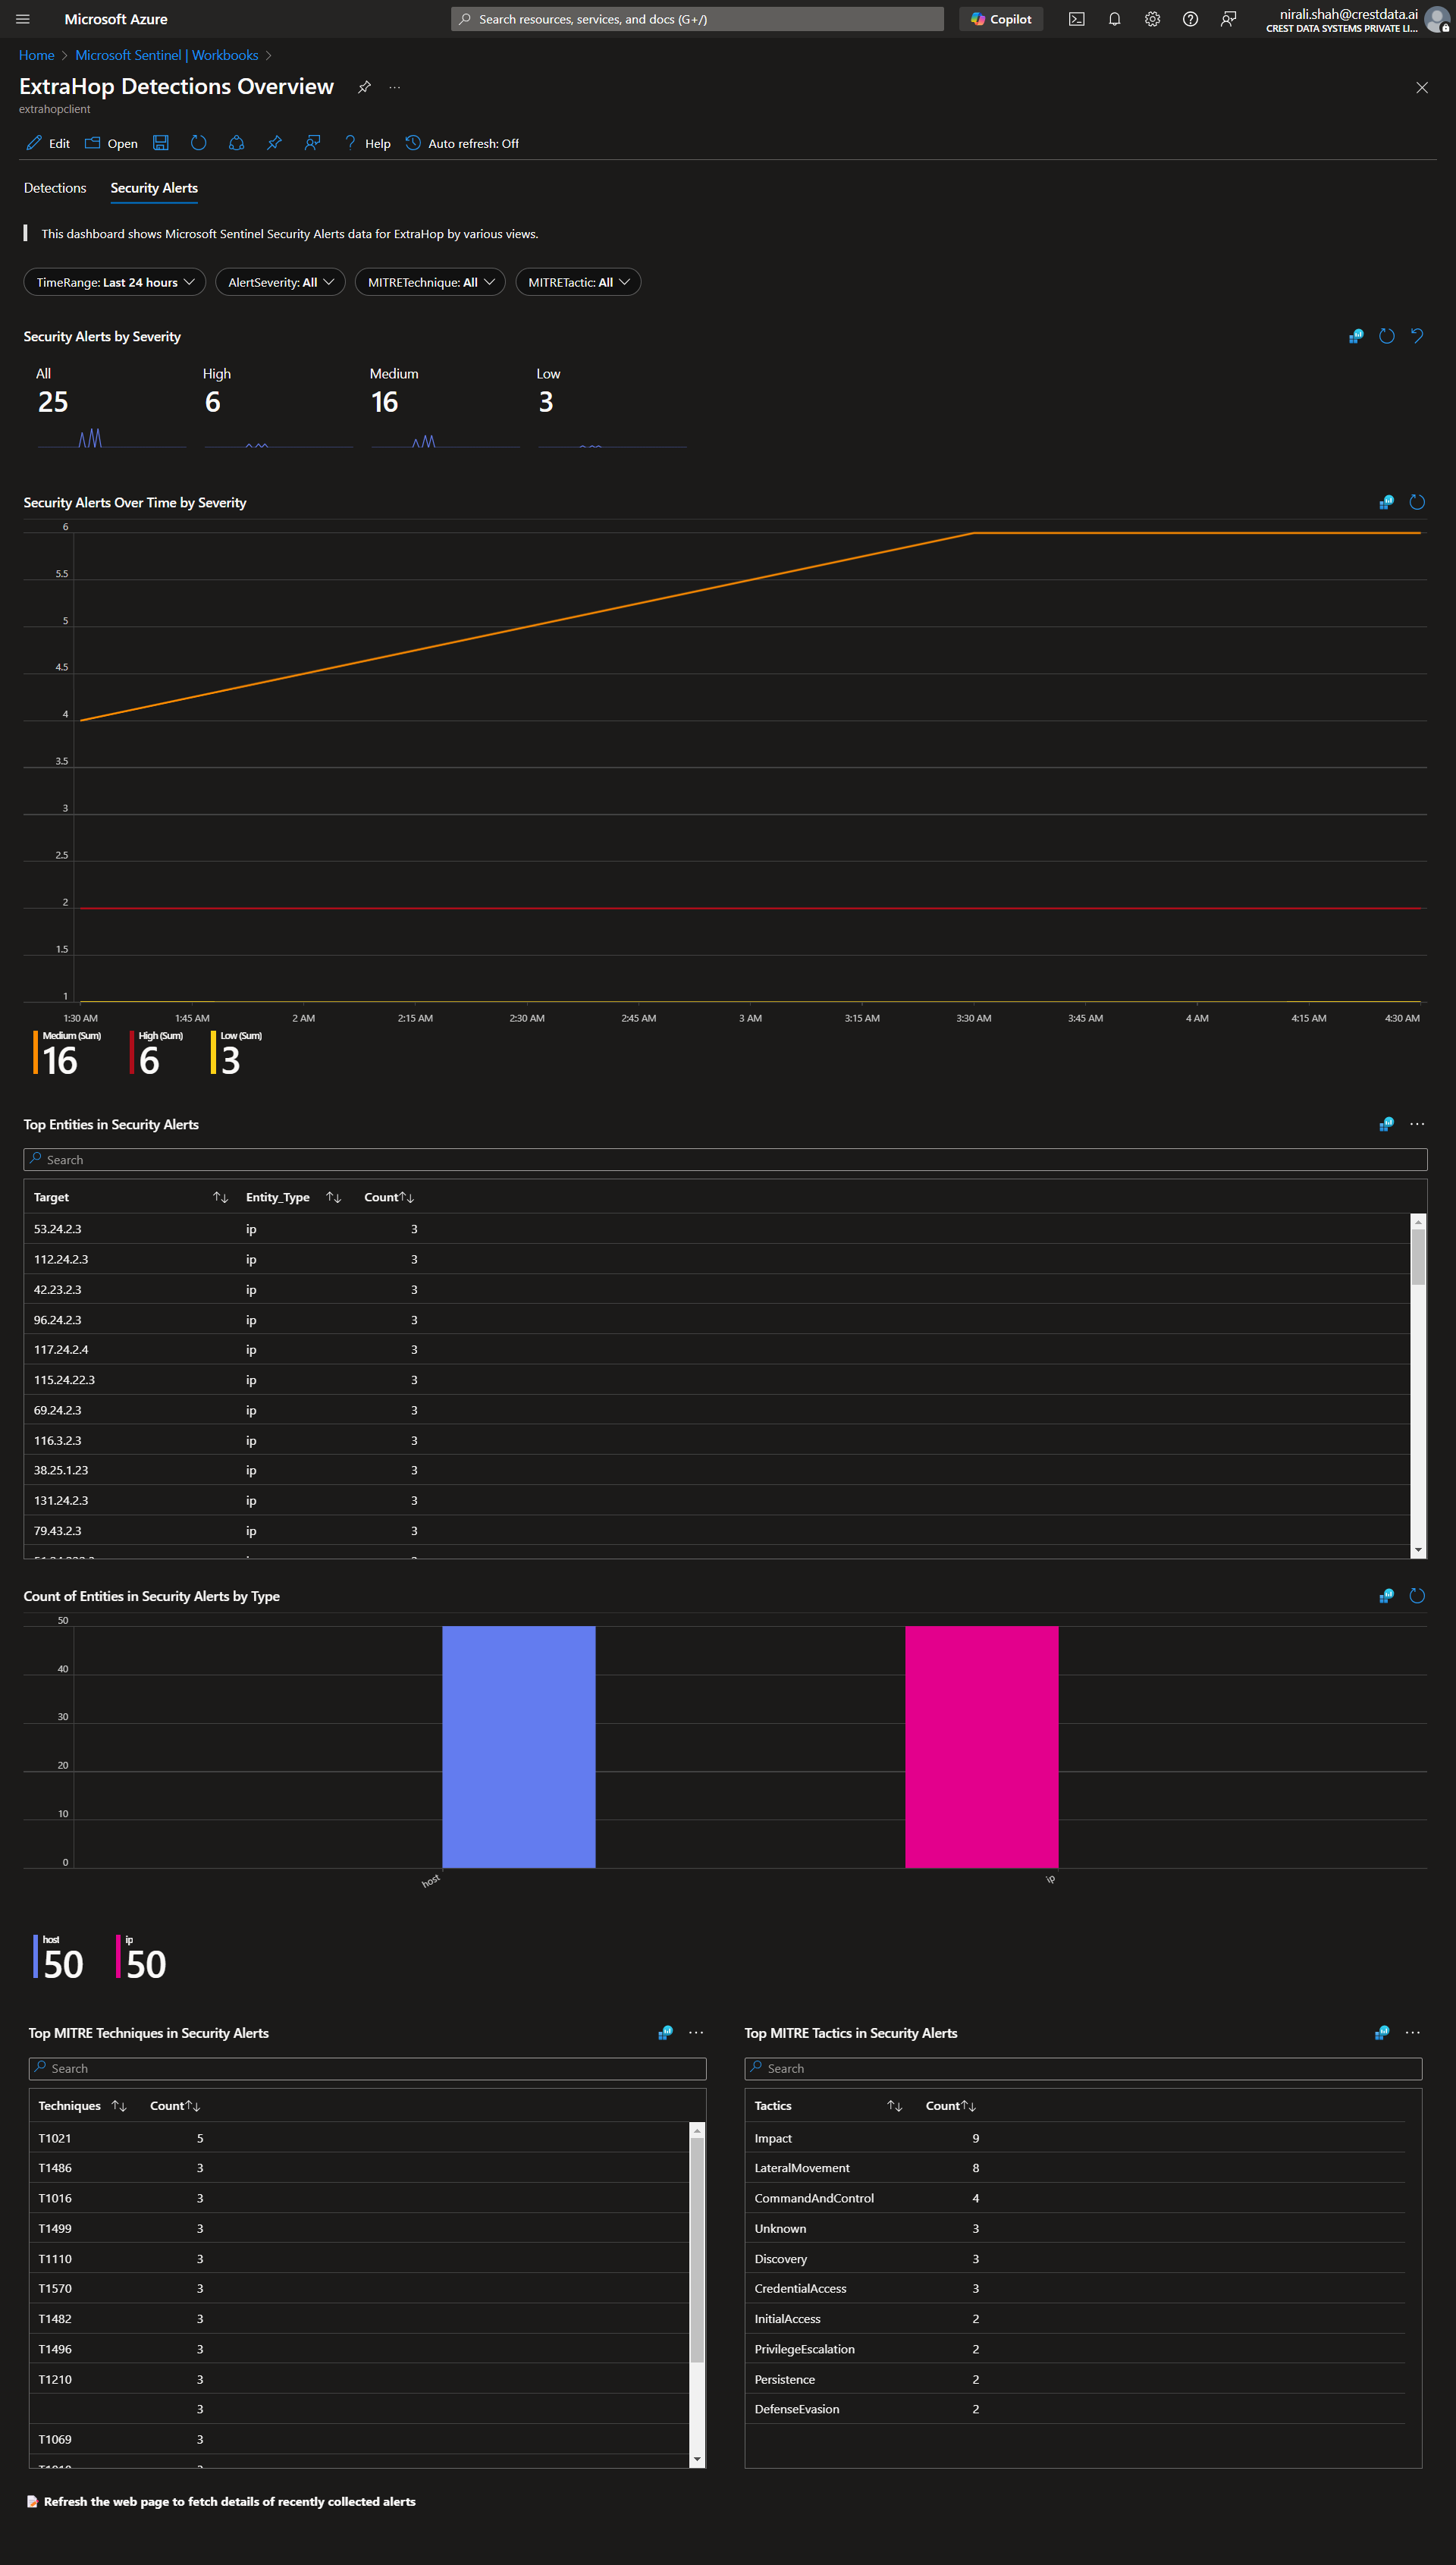 Microsoft Azure
Search resources, services, and docs (G+/)
Copilot
nirali.shah@crestdata.ai
CREST DATA SYSTEMS PRIVATE LI...
Home > Microsoft Sentinel | Workbooks >
ExtraHop Detections Overview ...
extrahopclient
Edit Open Help Auto refresh: Off
Detections Security Alerts
This dashboard shows Microsoft Sentinel Security Alerts data for ExtraHop by various views.
TimeRange: Last 24 hours AlertSeverity: All MITRETechnique: All MITRETactic: All
Security Alerts by Severity
All High Medium Low
25 6 16 3
Security Alerts Over Time by Severity
6
5.5
5
4.5
4
3.5
3
2.5
2
1.5
1
1:30 AM 1:45 AM 2 AM 2:15 AM 2:30 AM 2:45 AM 3 AM 3:15 AM 3:30 AM 3:45 AM 4 AM 4:15 AM 4:30 AM
Medium (Sum) High (Sum) Low (Sum)
16 6 3
Top Entities in Security Alerts
Search
Target Entity_Type Count
53.24.2.3 ip 3
112.24.2.3 ip 3
42.23.2.3 ip 3
96.24.2.3 ip 3
117.24.2.4 ip 3
115.24.22.3 ip 3
69.24.2.3 ip 3
116.3.2.3 ip 3
38.25.1.23 ip 3
131.24.2.3 ip 3
79.43.2.3 ip 3
Count of Entities in Security Alerts by Type
50
40
30
20
10
0
host ip
host ip
50 50
Top MITRE Techniques in Security Alerts
Search
Techniques Count
T1021 5
T1486 3
T1016 3
T1499 3
T1110 3
T1570 3
T1482 3
T1496 3
T1210 3
3
T1069 3
Top MITRE Tactics in Security Alerts
Search
Tactics Count
Impact 9
LateralMovement 8
CommandAndControl 4
Unknown 3
Discovery 3
CredentialAccess 3
InitialAccess 2
PrivilegeEscalation 2
Persistence 2
DefenseEvasion 2
Refresh the web page to fetch details of recently collected alerts